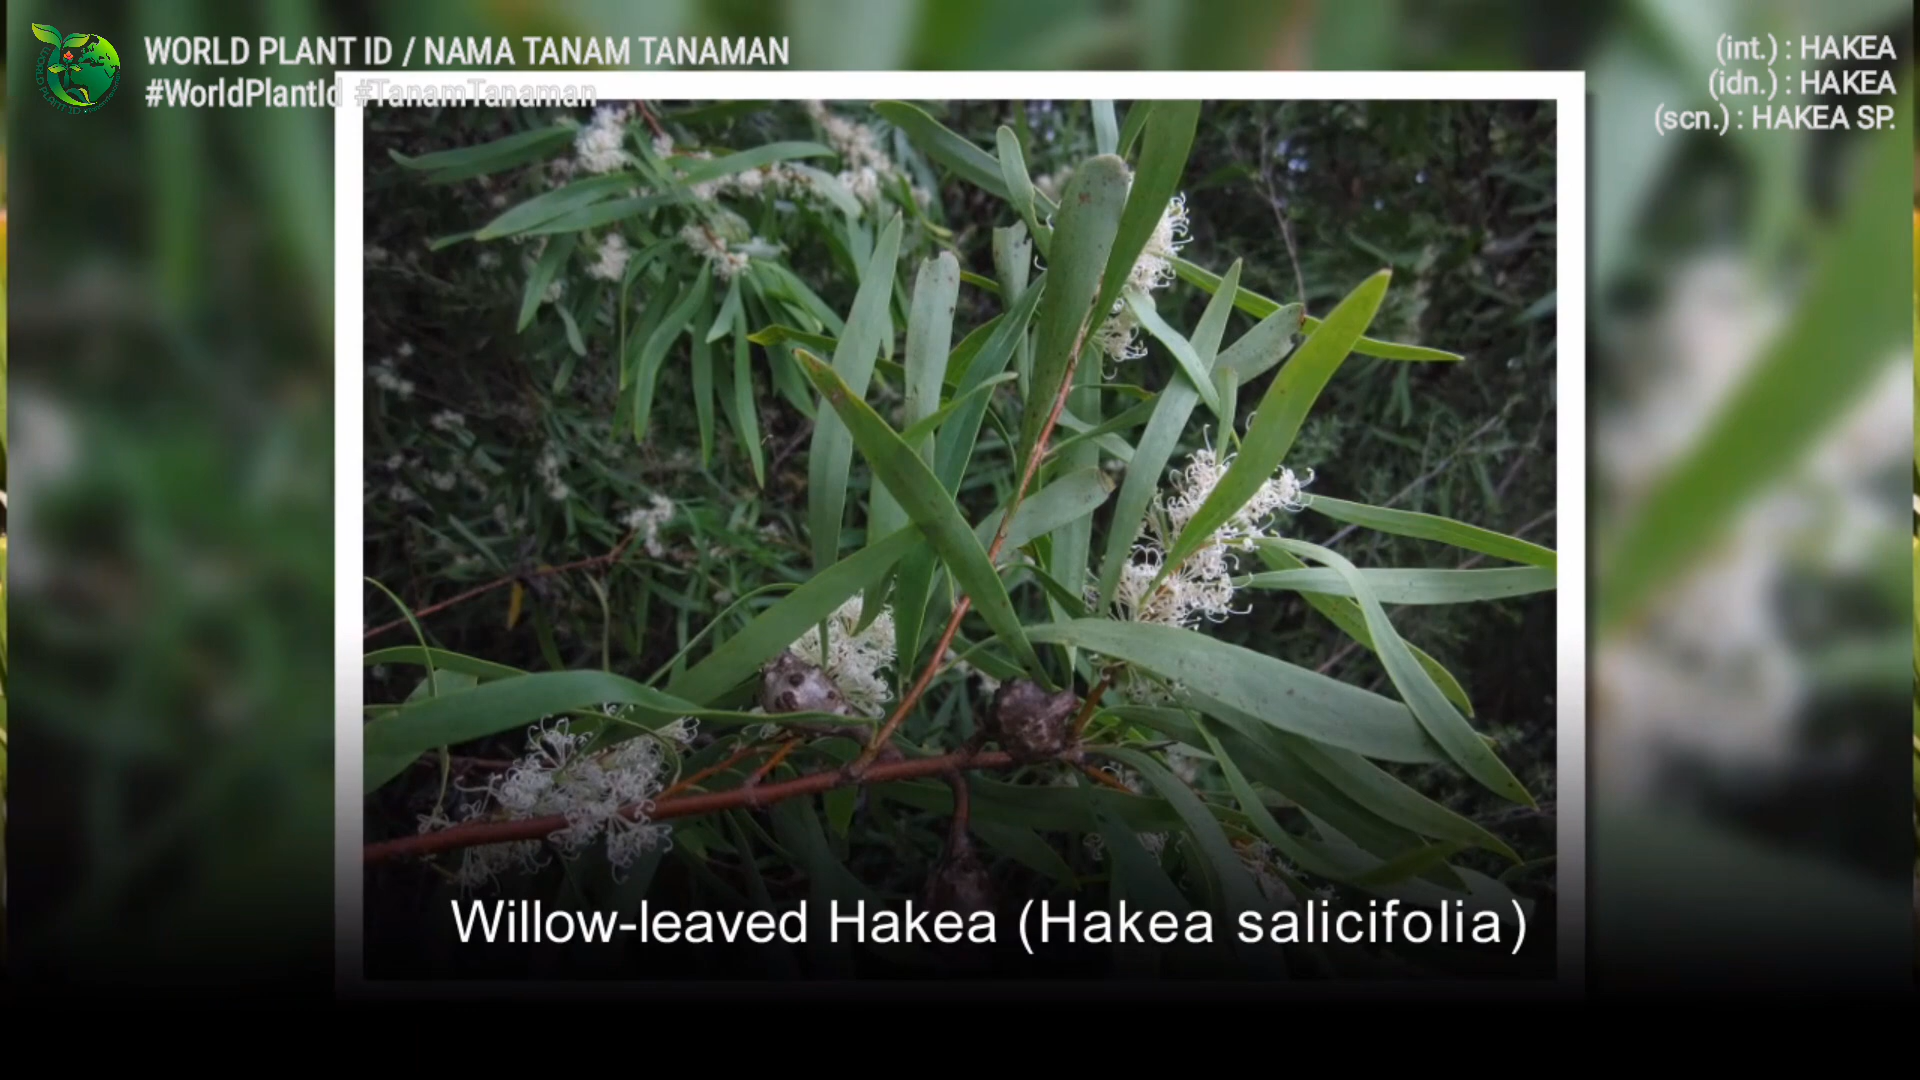 WORLD PLANT ID / NAMA TANAM TANAMAN
#WorldPlantId #TanamTanaman
(int.) : HAKEA
(idn.) : HAKEA
(scn.) : HAKEA SP.
Willow-leaved Hakea (Hakea salicifolia)